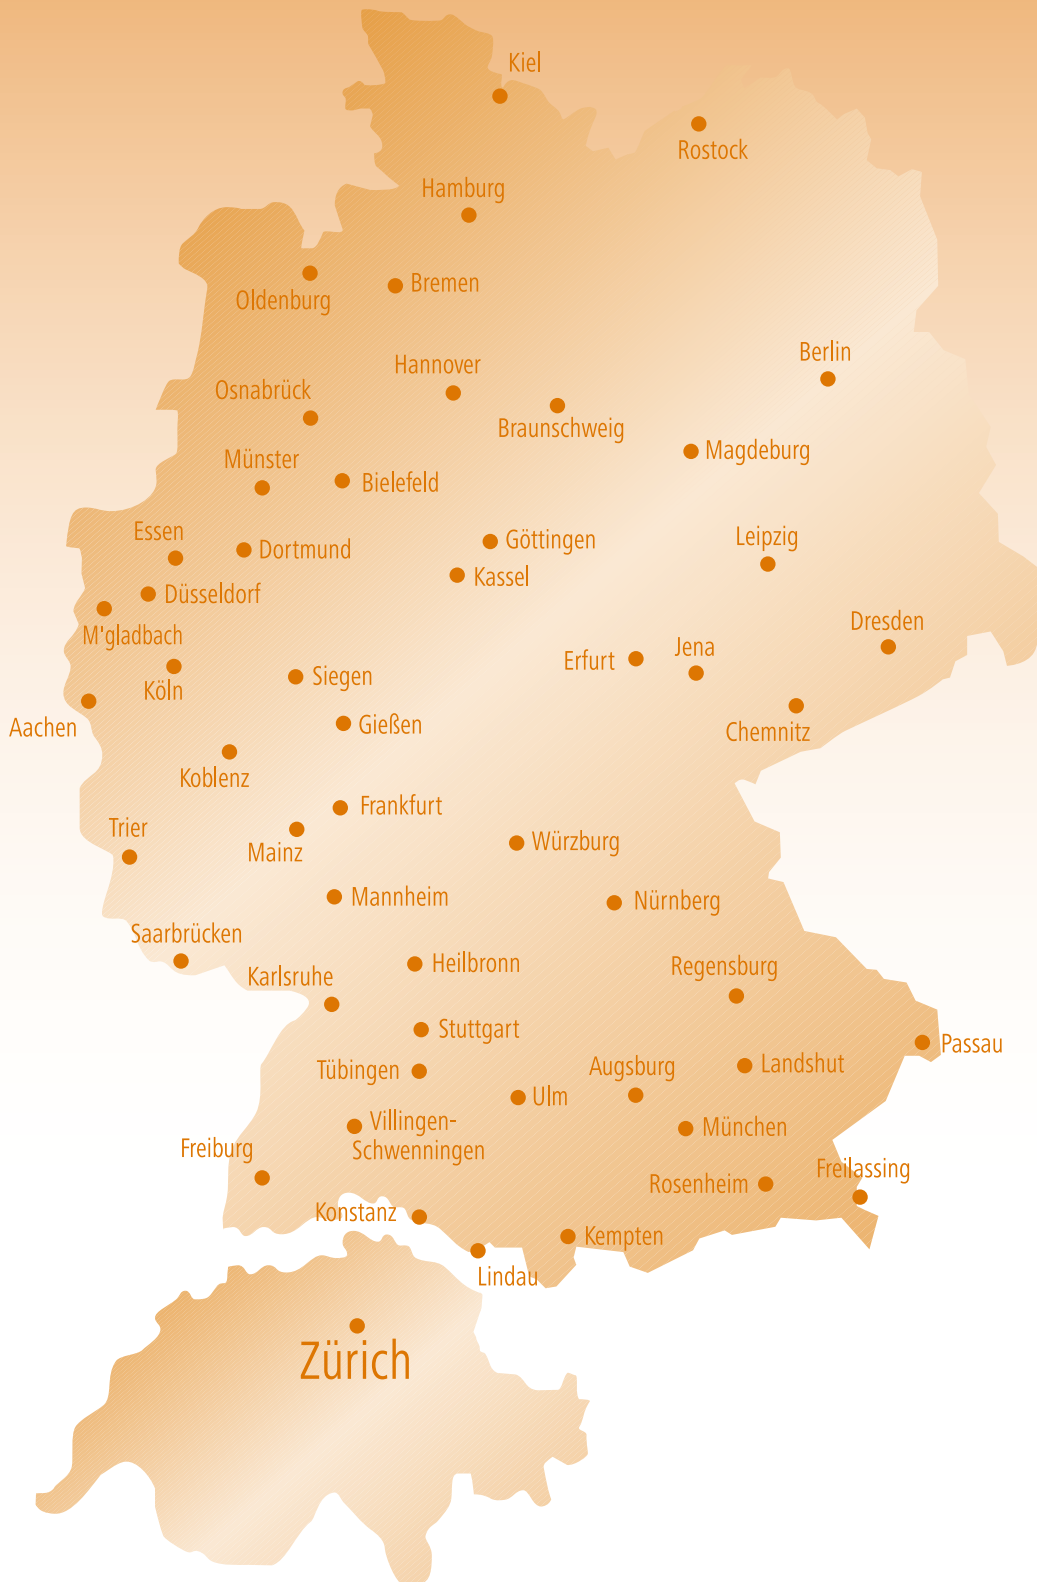 Kiel
Rostock
Hamburg
Bremen
Oldenburg
Berlin
Hannover
Osnabrück
Braunschweig
Magdeburg
Münster
Bielefeld
Essen
Göttingen
Leipzig
Dortmund
Kassel
Düsseldorf
Dresden
M'gladbach
Jena
Erfurt
Siegen
Köln
Gießen
Aachen
Chemnitz
Koblenz
Frankfurt
Trier
Würzburg
Mainz
Mannheim
Nürnberg
Saarbrücken
Heilbronn
Regensburg
Karlsruhe
Stuttgart
Passau
Landshut
Augsburg
Tübingen
Ulm
Villingen-
Schwenningen
München
Freiburg
Freilassing
Rosenheim
Konstanz
Kempten
Lindau
Zürich